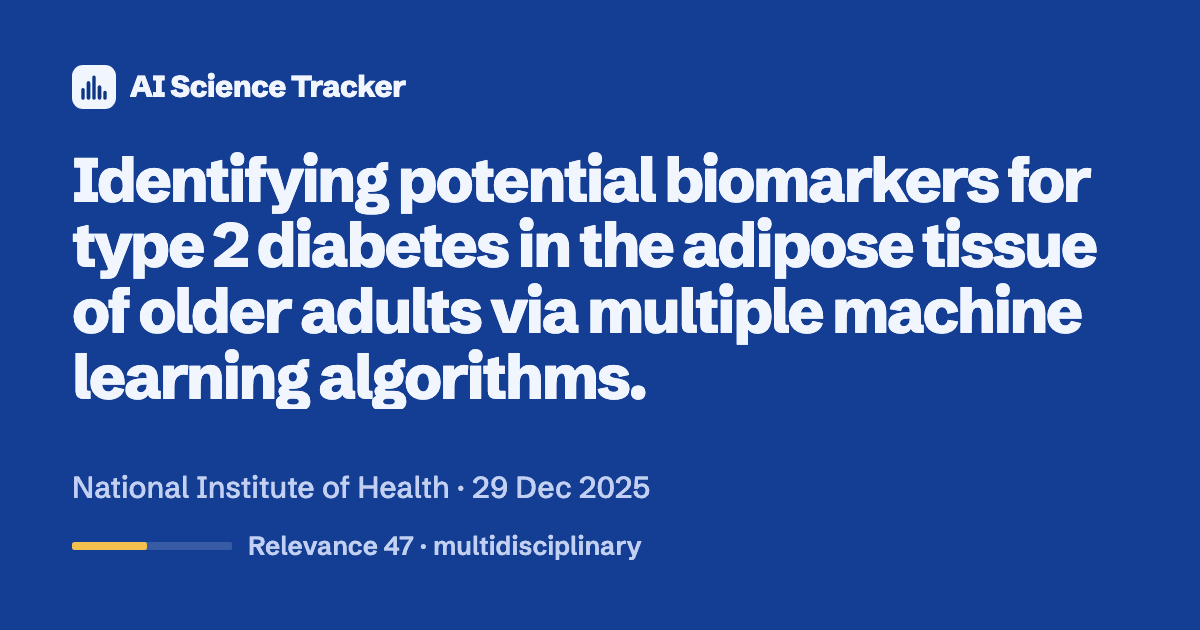 AI Science Tracker
Identifying potential biomarkers for
type 2 diabetes in the adipose tissue
of older adults via multiple machine
learning algorithms.
National Institute of Health · 29 Dec 2025
Relevance 47 · multidisciplinary